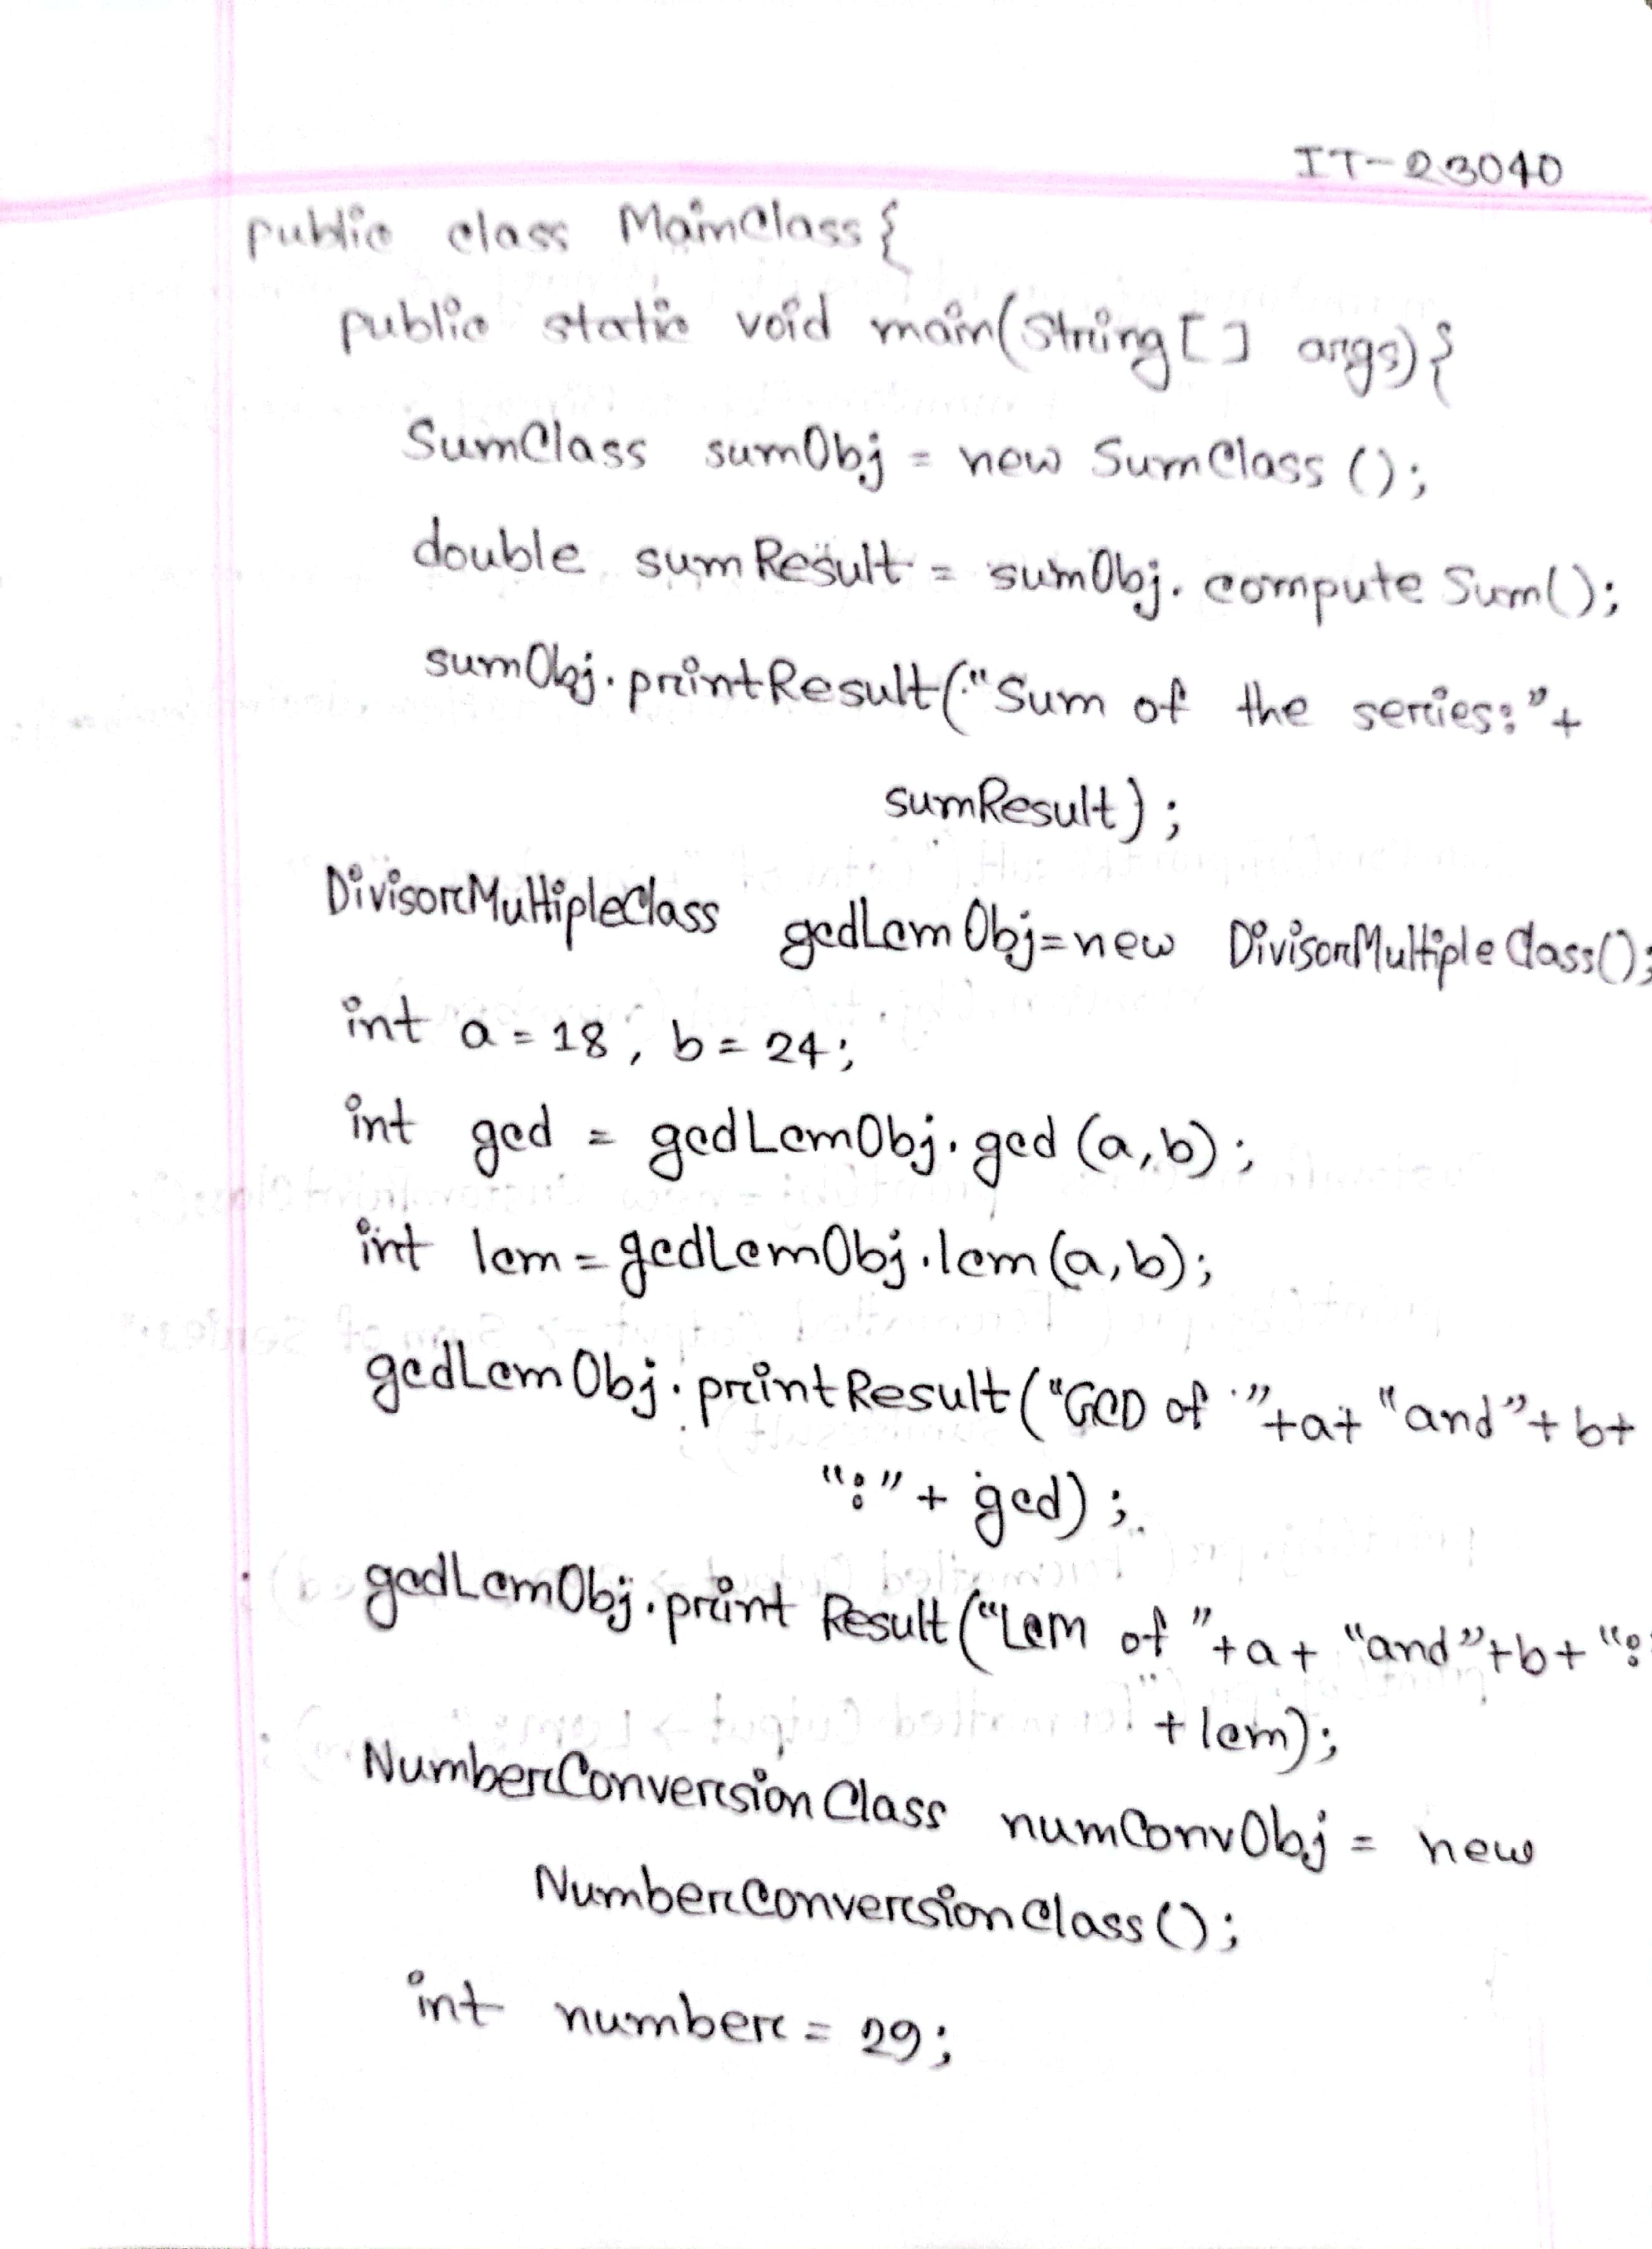 IT-23040
public class MainClass{
public static void main(String[] args){
SumClass sumObj = new SumClass ();
double sumResult = sumObj.computeSum();
sumObj.printResult("Sum of the series:"+
sumResult);
DivisorMultipleClass gcdLcmObj=new DivisorMultipleClass();
int a = 18, b = 24;
int gcd = gcdLcmObj.gcd (a,b);
int lcm = gcdLcmObj.lcm(a,b);
gcdLcmObj.printResult("GCD of "+a+ "and"+ b+
":"+ gcd);
gcdLcmObj.print Result("Lcm of "+a+ "and"+b+ ":
+lcm);
NumberConversionClass numConvObj = new
NumberConversionClass();
int number = 29;